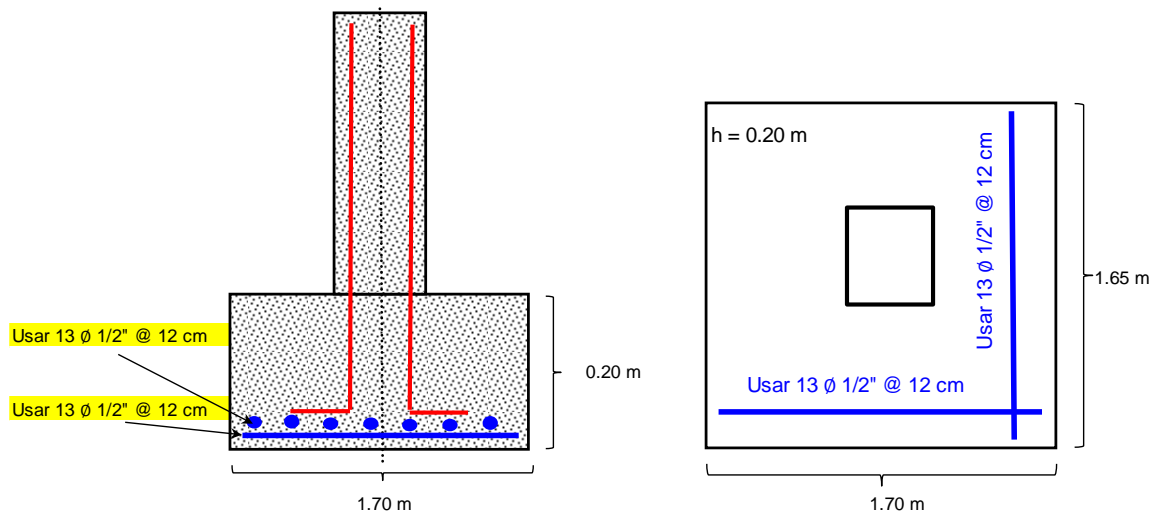 Usar 13 Ø 1/2" @ 12 cm
Usar 13 Ø 1/2" @ 12 cm
0.20 m
1.70 m
h = 0.20 m
Usar 13 Ø 1/2" @ 12 cm
Usar 13 Ø 1/2" @ 12 cm
1.65 m
1.70 m